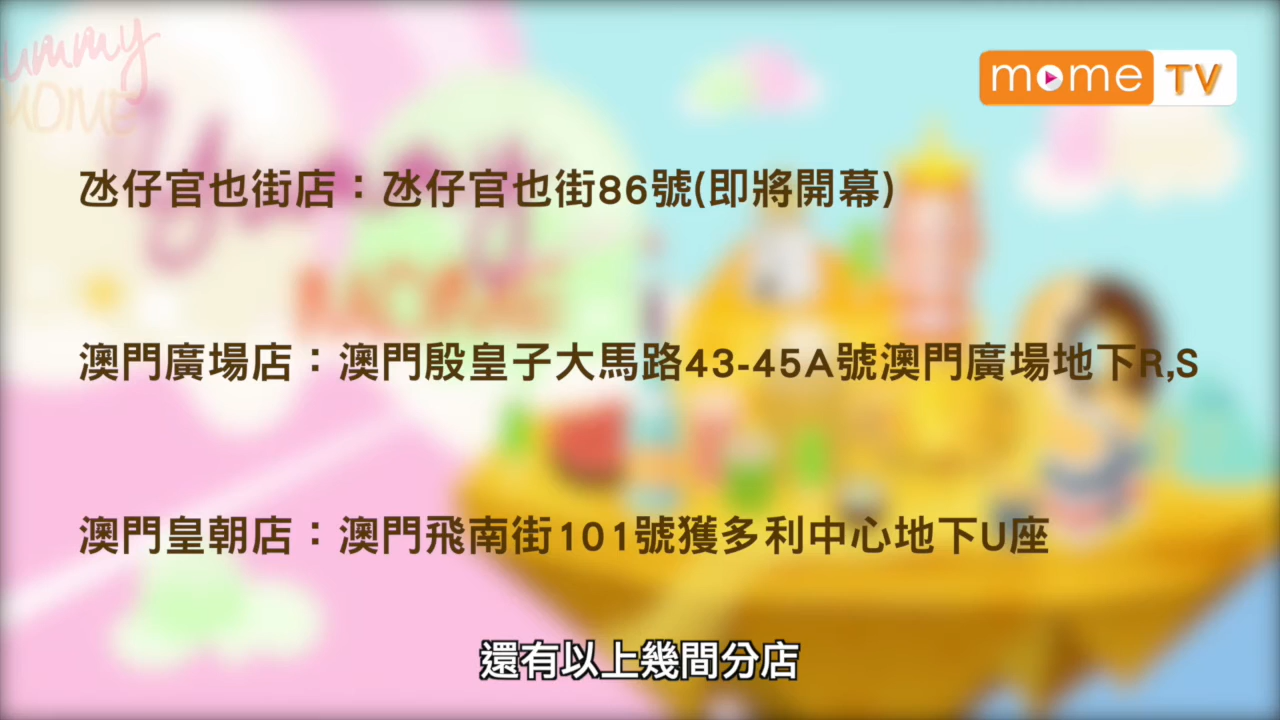 ummy
MOME
mome TV
氹仔官也街店：氹仔官也街86號(即將開幕)
澳門廣場店：澳門殷皇子大馬路43-45A號澳門廣場地下R,S
澳門皇朝店：澳門飛南街101號獲多利中心地下U座
還有以上幾間分店